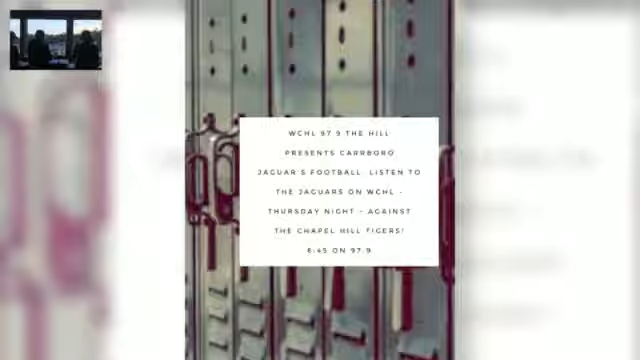 WCHL 97.9 THE HILL
PRESENTS CARRBORO
JAGUAR'S FOOTBALL. LISTEN TO
THE JAGUARS ON WCHL -
THURSDAY NIGHT - AGAINST
THE CHAPEL HILL TIGERS!
6:45 ON 97.9